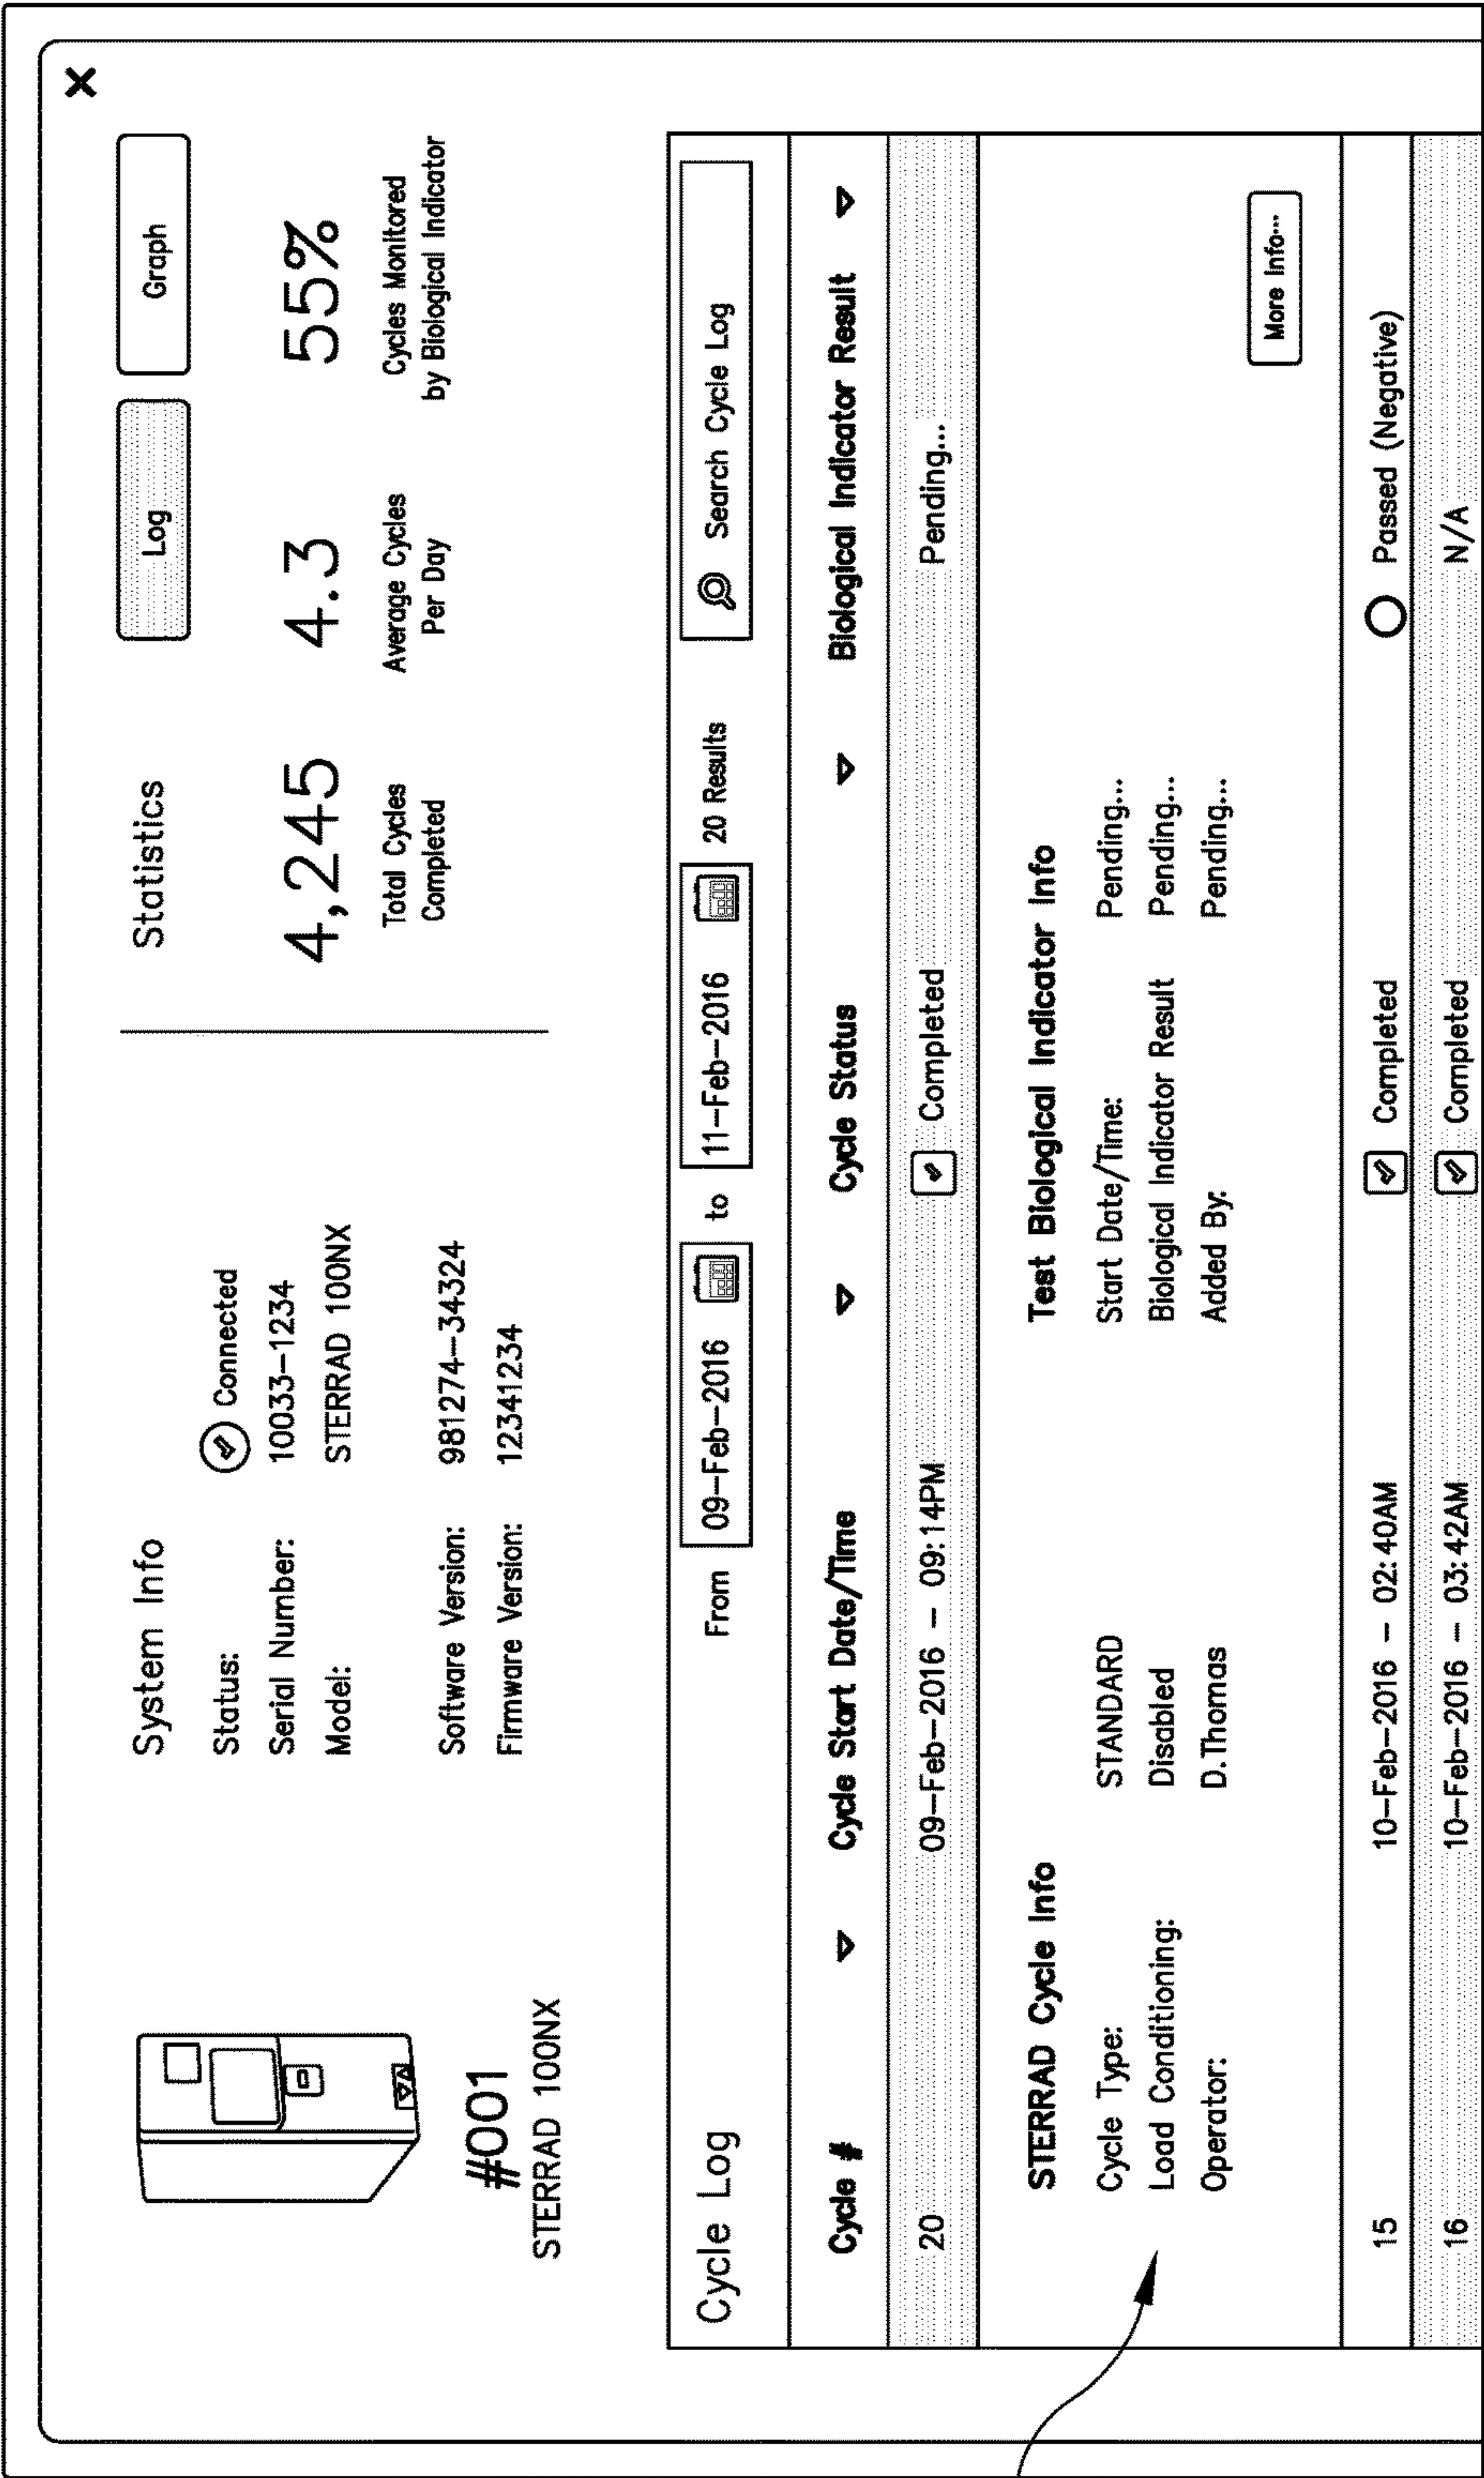 Log
Graph
System Info
Statistics
Status: Connected
Serial Number: 10033-1234
Model: STERRAD 100NX
4,245 4.3 55%
Total Cycles Completed
Average Cycles Per Day
Cycles Monitored by Biological Indicator
Software Version: 981274-34324
Firmware Version: 12341234
#001
STERRAD 100NX
Cycle Log From 09-Feb-2016 to 11-Feb-2016 20 Results Search Cycle Log
Cycle # Cycle Start Date/Time Cycle Status Biological Indicator Result
20 09-Feb-2016 - 09:14PM Completed Pending...
STERRAD Cycle Info Test Biological Indicator Info
Cycle Type: STANDARD Start Date/Time: Pending...
Load Conditioning: Disabled Biological Indicator Result Pending...
Operator: D.Thomas Added By: Pending...
More Info...
15 10-Feb-2016 - 02:40AM Completed Passed (Negative)
16 10-Feb-2016 - 03:42AM Completed N/A